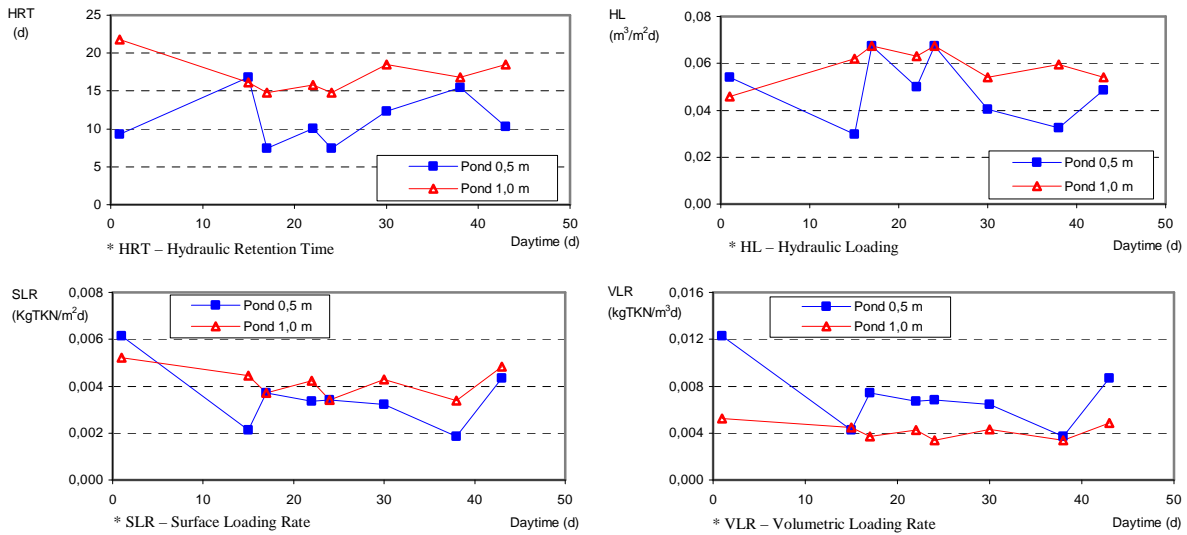 HRT
(d)
25
20
15
10
5
0
0 10 20 30 40 50
Pond 0,5 m
Pond 1,0 m
Daytime (d)
* HRT – Hydraulic Retention Time
HL
(m³/m²d)
0,08
0,06
0,04
0,02
0,00
0 10 20 30 40 50
Pond 0,5 m
Pond 1,0 m
Daytime (d)
* HL – Hydraulic Loading
SLR
(KgTKN/m²d)
0,008
0,006
0,004
0,002
0,000
0 10 20 30 40 50
Pond 0,5 m
Pond 1,0 m
Daytime (d)
* SLR – Surface Loading Rate
VLR
(kgTKN/m³d)
0,016
0,012
0,008
0,004
0,000
0 10 20 30 40 50
Pond 0,5 m
Pond 1,0 m
Daytime (d)
* VLR – Volumetric Loading Rate